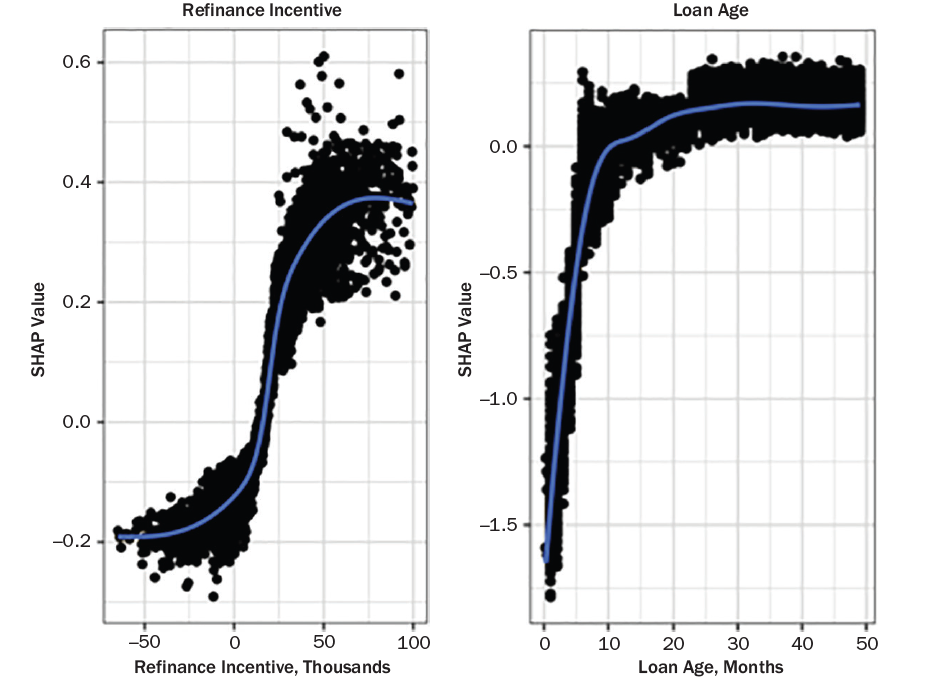 Refinance Incentive
SHAP Value
0.6
0.4
0.2
0.0
–0.2
–50 0 50 100
Refinance Incentive, Thousands
Loan Age
SHAP Value
0.0
–0.5
–1.0
–1.5
0 10 20 30 40 50
Loan Age, Months